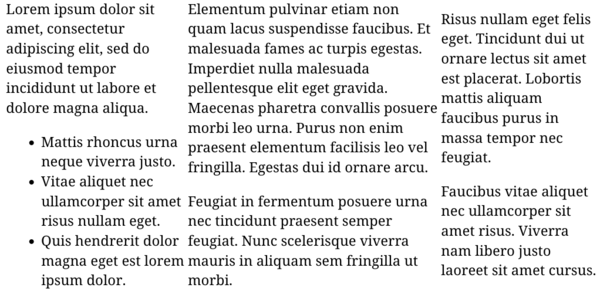 Lorem ipsum dolor sit
amet, consectetur
adipiscing elit, sed do
eiusmod tempor
incididunt ut labore et
dolore magna aliqua.
• Mattis rhoncus urna
neque viverra justo.
• Vitae aliquet nec
ullamcorper sit amet
risus nullam eget.
• Quis hendrerit dolor
magna eget est lorem
ipsum dolor.
Elementum pulvinar etiam non
quam lacus suspendisse faucibus. Et
malesuada fames ac turpis egestas.
Imperdiet nulla malesuada
pellentesque elit eget gravida.
Maecenas pharetra convallis posuere
morbi leo urna. Purus non enim
praesent elementum facilisis leo vel
fringilla. Egestas dui id ornare arcu.
Feugiat in fermentum posuere urna
nec tincidunt praesent semper
feugiat. Nunc scelerisque viverra
mauris in aliquam sem fringilla ut
morbi.
Risus nullam eget felis
eget. Tincidunt dui ut
ornare lectus sit amet
est placerat. Lobortis
mattis aliquam
faucibus purus in
massa tempor nec
feugiat.
Faucibus vitae aliquet
nec ullamcorper sit
amet risus. Viverra
nam libero justo
laoreet sit amet cursus.